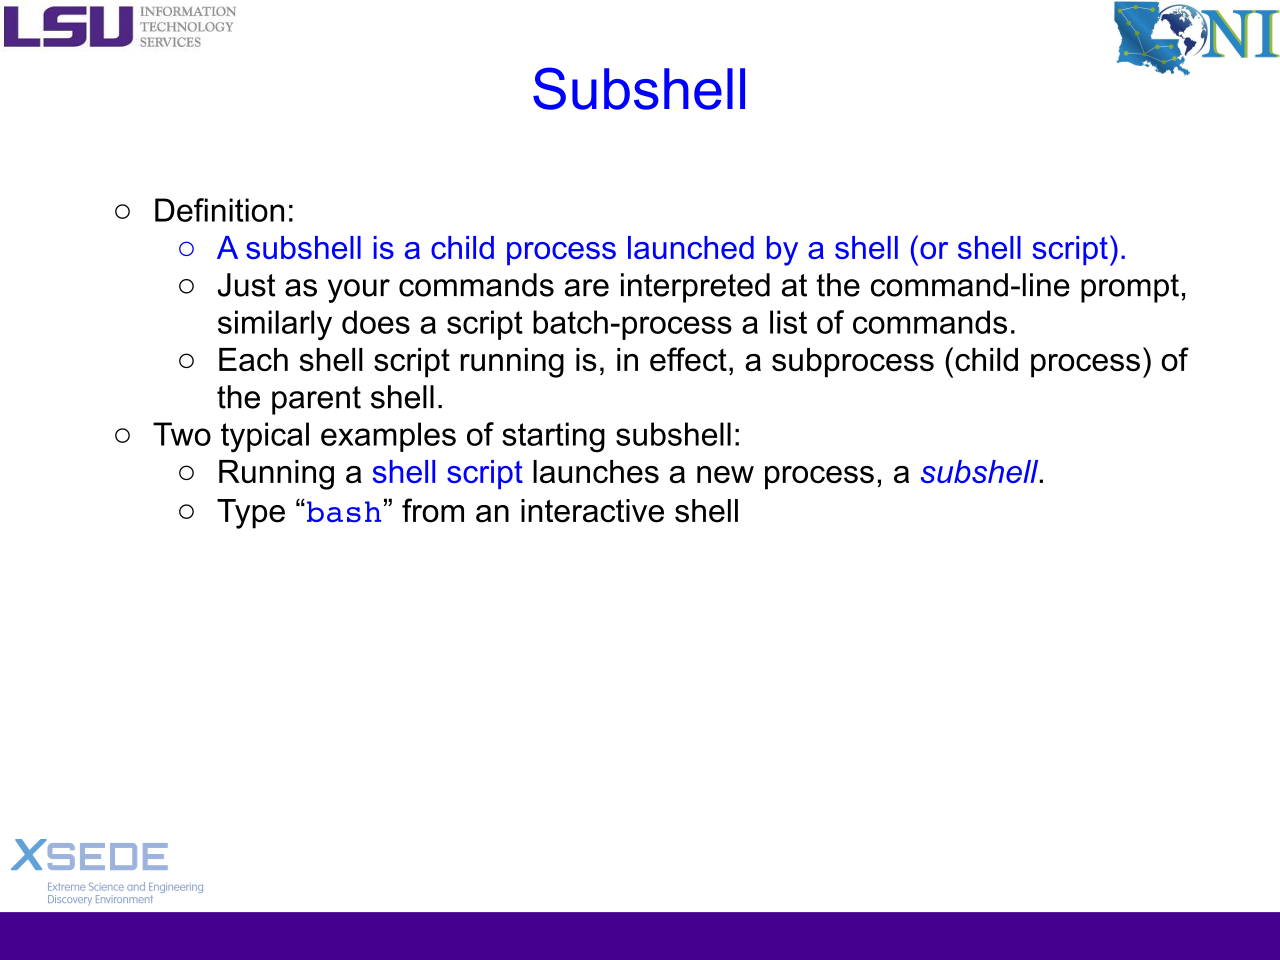 LSU INFORMATION
TECHNOLOGY
SERVICES
LONI
Subshell
○ Definition:
○ A subshell is a child process launched by a shell (or shell script).
○ Just as your commands are interpreted at the command-line prompt,
similarly does a script batch-process a list of commands.
○ Each shell script running is, in effect, a subprocess (child process) of
the parent shell.
○ Two typical examples of starting subshell:
○ Running a shell script launches a new process, a subshell.
○ Type “bash” from an interactive shell
XSEDE
Extreme Science and Engineering
Discovery Environment